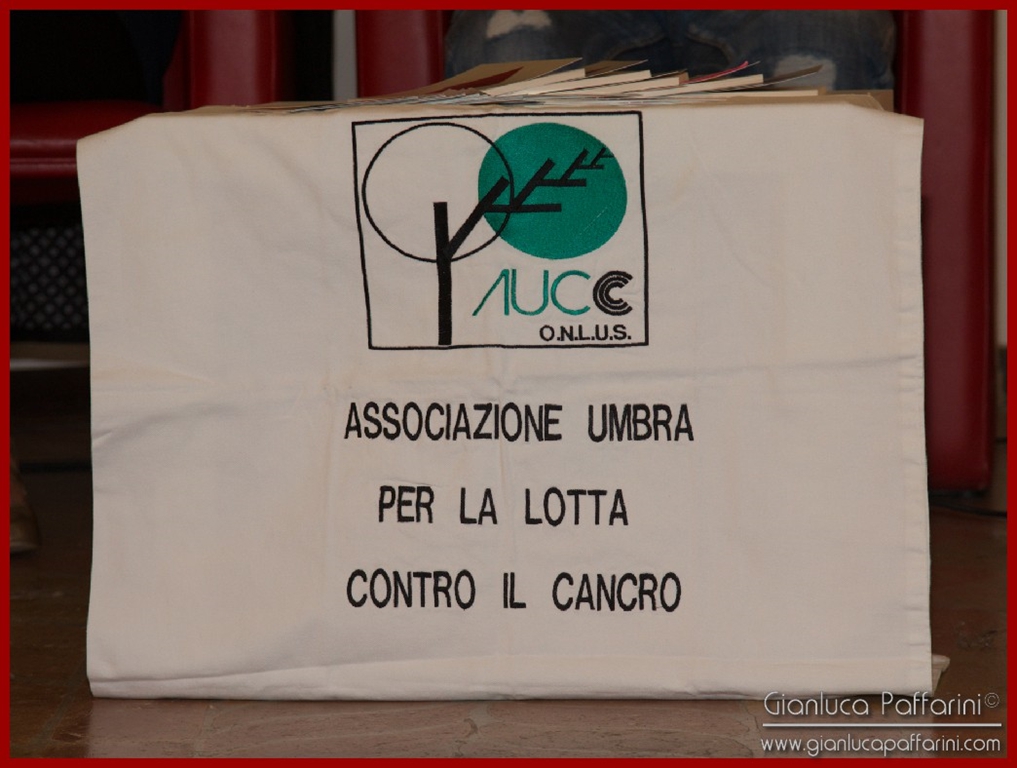 AUCC
O.N.L.U.S.
ASSOCIAZIONE UMBRA
PER LA LOTTA
CONTRO IL CANCRO
Gianluca Paffarini©
www.gianlucapaffarini.com